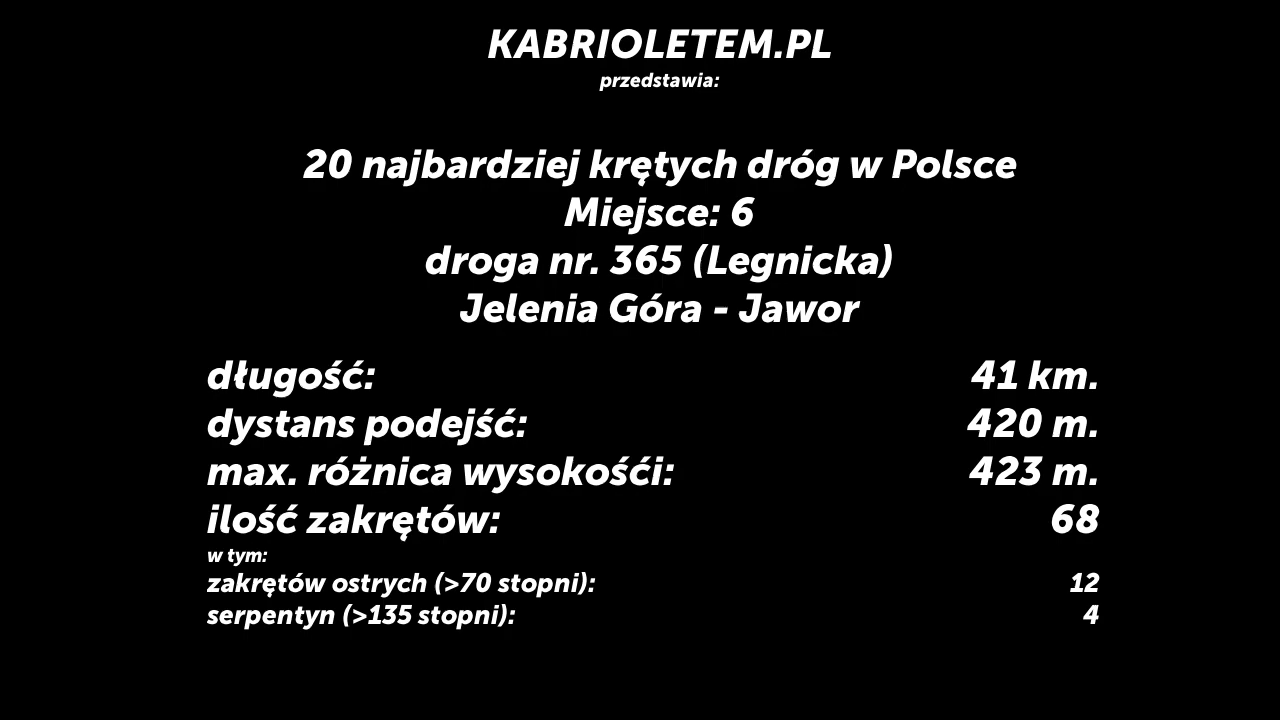 KABRIOLETEM.PL
przedstawia:
20 najbardziej krętych dróg w Polsce
Miejsce: 6
droga nr. 365 (Legnicka)
Jelenia Góra - Jawor
długość: 41 km.
dystans podejść: 420 m.
max. różnica wysokośći: 423 m.
ilość zakrętów: 68
w tym:
zakrętów ostrych (>70 stopni): 12
serpentyn (>135 stopni): 4